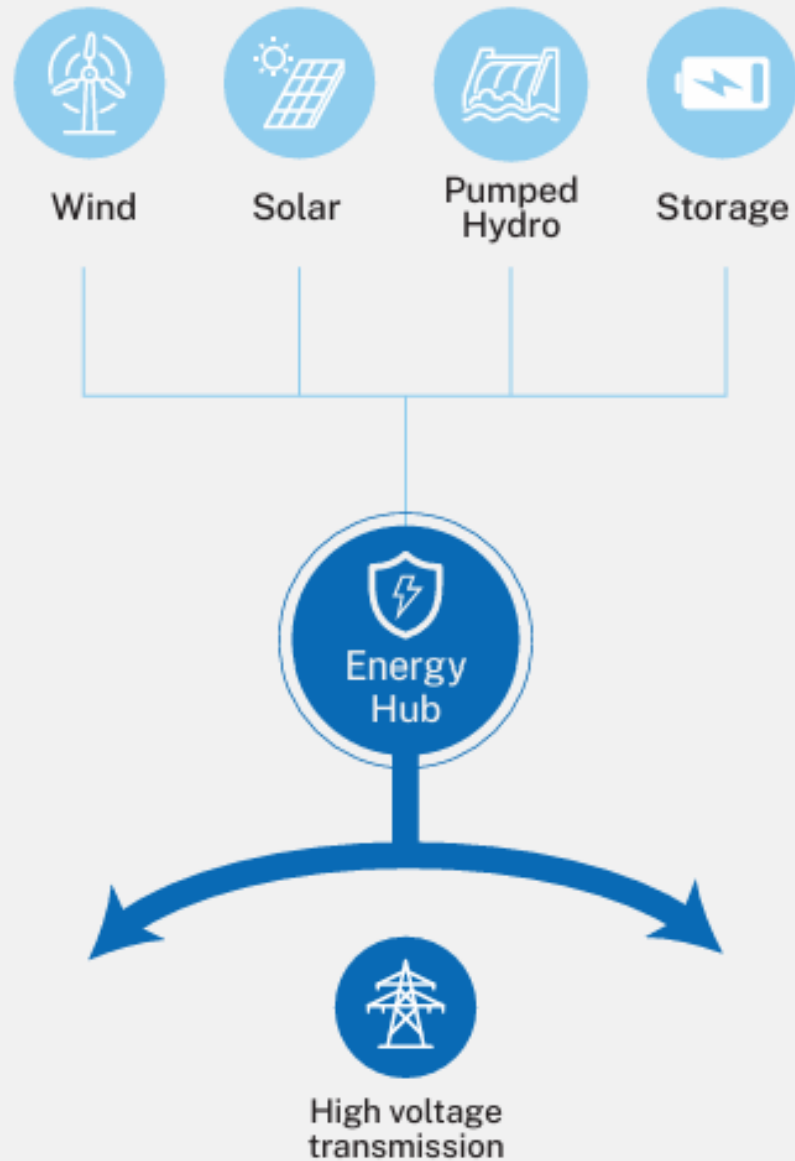 Wind
Solar
Pumped
Hydro
Storage
Energy
Hub
High voltage
transmission